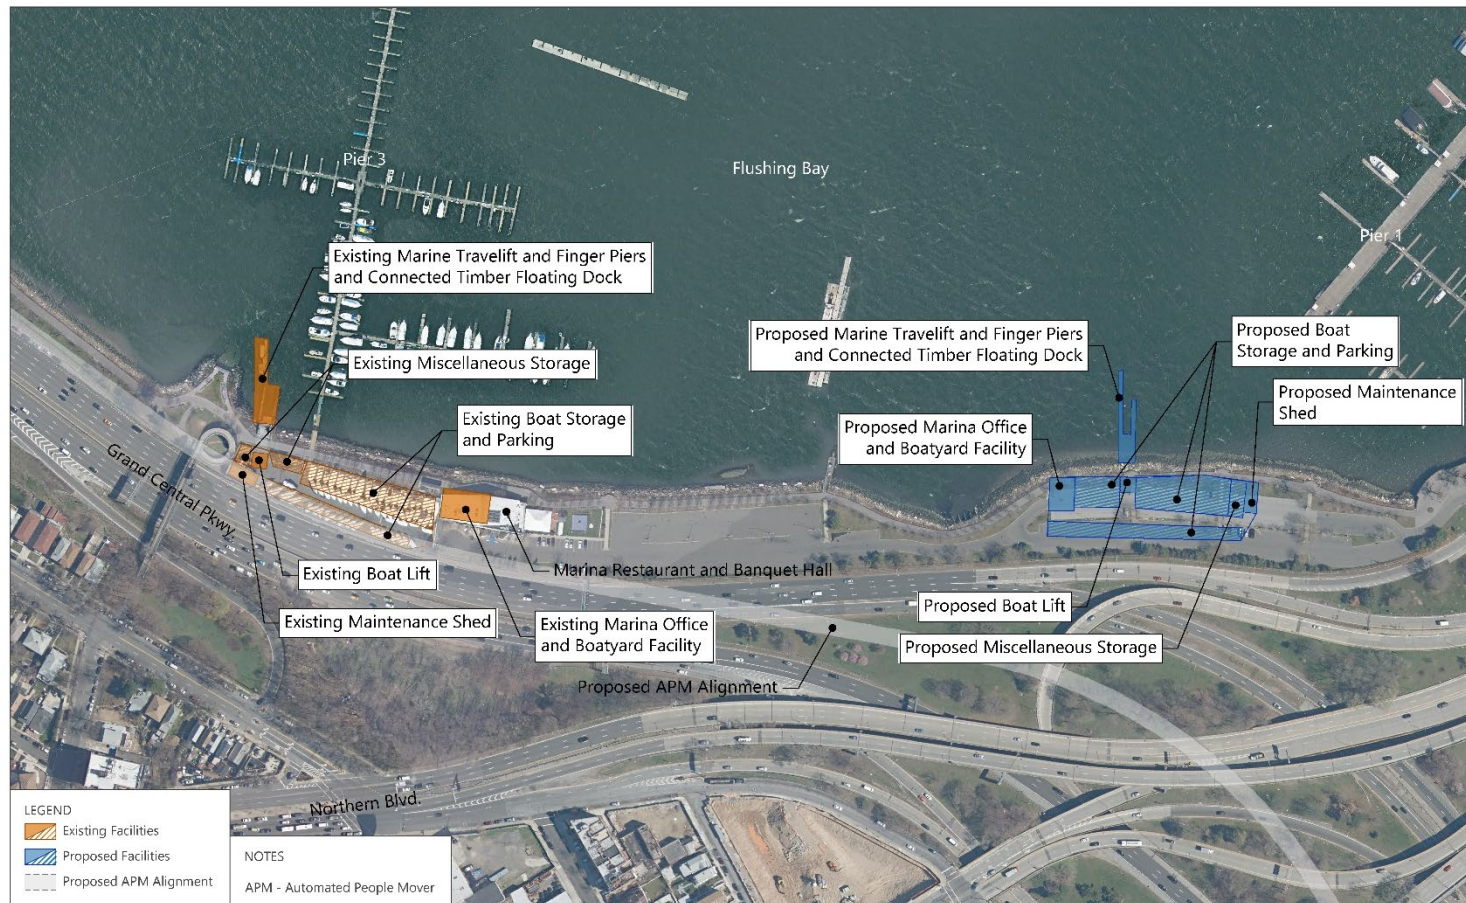 Pier 3
Flushing Bay
Pier 1
Existing Marine Travelift and Finger Piers
and Connected Timber Floating Dock
Proposed Marine Travelift and Finger Piers
and Connected Timber Floating Dock
Proposed Boat
Storage and Parking
Existing Miscellaneous Storage
Proposed Maintenance
Shed
Existing Boat Storage
and Parking
Proposed Marina Office
and Boatyard Facility
Grand Central Pkwy.
Existing Boat Lift
Marina Restaurant and Banquet Hall
Existing Maintenance Shed
Existing Marina Office
and Boatyard Facility
Proposed Boat Lift
Proposed Miscellaneous Storage
Proposed APM Alignment
Northern Blvd.
LEGEND
Existing Facilities
Proposed Facilities
Proposed APM Alignment
NOTES
APM - Automated People Mover